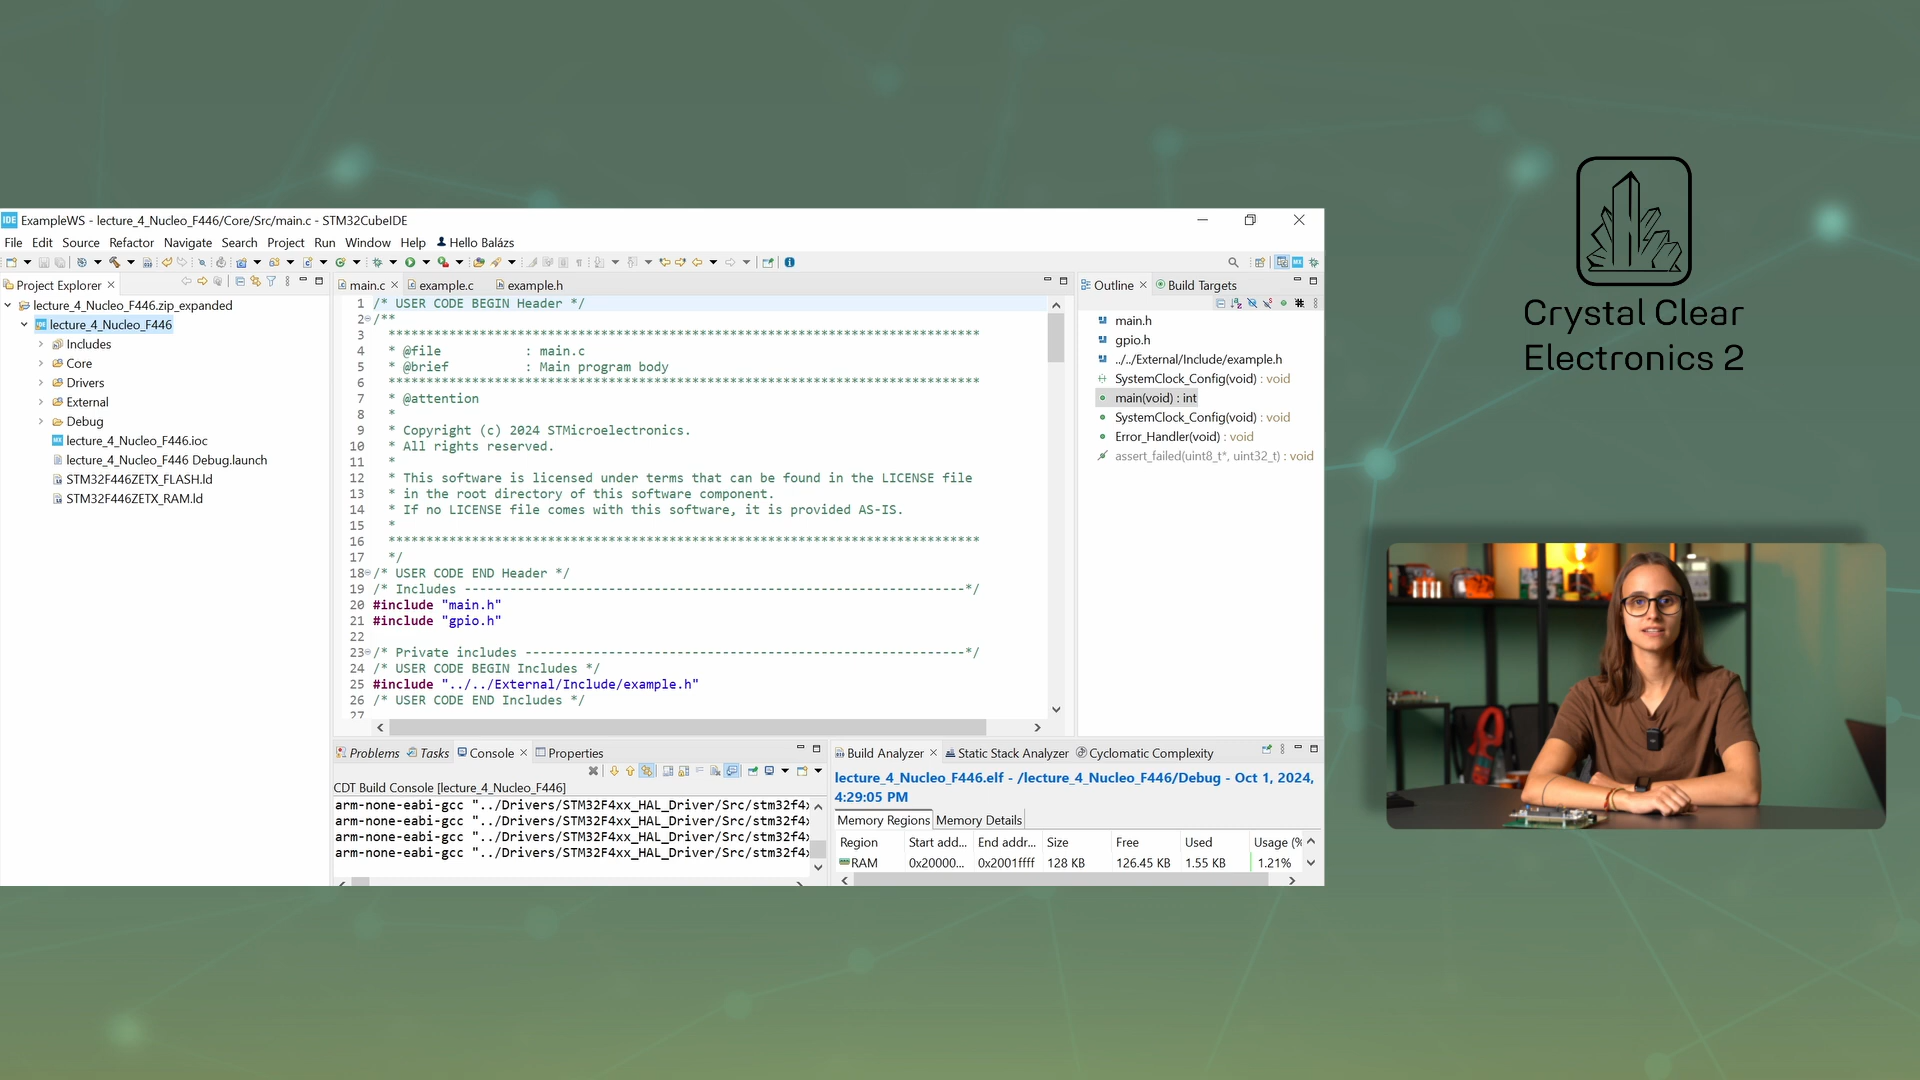 IDE ExampleWS - lecture_4_Nucleo_F446/Core/Src/main.c - STM32CubeIDE
File Edit Source Refactor Navigate Search Project Run Window Help Hello Balázs
Project Explorer
lecture_4_Nucleo_F446.zip_expanded
lecture_4_Nucleo_F446
Includes
Core
Drivers
External
Debug
lecture_4_Nucleo_F446.ioc
lecture_4_Nucleo_F446 Debug.launch
STM32F446ZETX_FLASH.ld
STM32F446ZETX_RAM.ld
main.c example.c example.h
1 /* USER CODE BEGIN Header */
2 /**
3 ******************************************************************************
4 * @file : main.c
5 * @brief : Main program body
6 ******************************************************************************
7 * @attention
8 *
9 * Copyright (c) 2024 STMicroelectronics.
10 * All rights reserved.
11 *
12 * This software is licensed under terms that can be found in the LICENSE file
13 * in the root directory of this software component.
14 * If no LICENSE file comes with this software, it is provided AS-IS.
15 *
16 ******************************************************************************
17 */
18 /* USER CODE END Header */
19 /* Includes ------------------------------------------------------------------*/
20 #include "main.h"
21 #include "gpio.h"
22
23 /* Private includes ----------------------------------------------------------*/
24 /* USER CODE BEGIN Includes */
25 #include "../../External/Include/example.h"
26 /* USER CODE END Includes */
27
Outline Build Targets
main.h
gpio.h
../../External/Include/example.h
SystemClock_Config(void) : void
main(void) : int
SystemClock_Config(void) : void
Error_Handler(void) : void
assert_failed(uint8_t*, uint32_t) : void
Problems Tasks Console Properties
CDT Build Console [lecture_4_Nucleo_F446]
arm-none-eabi-gcc "../Drivers/STM32F4xx_HAL_Driver/Src/stm32f4x
arm-none-eabi-gcc "../Drivers/STM32F4xx_HAL_Driver/Src/stm32f4x
arm-none-eabi-gcc "../Drivers/STM32F4xx_HAL_Driver/Src/stm32f4x
arm-none-eabi-gcc "../Drivers/STM32F4xx_HAL_Driver/Src/stm32f4x
Build Analyzer Static Stack Analyzer Cyclomatic Complexity
lecture_4_Nucleo_F446.elf - /lecture_4_Nucleo_F446/Debug - Oct 1, 2024,
4:29:05 PM
Memory Regions Memory Details
Region Start add... End addr... Size Free Used Usage (%
RAM 0x20000... 0x2001ffff 128 KB 126.45 KB 1.55 KB 1.21%
Crystal Clear
Electronics 2